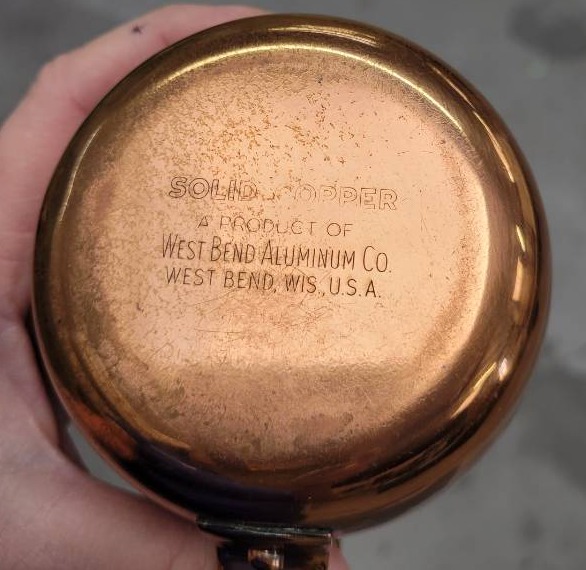 SOLID COPPER
A PRODUCT OF
WEST BEND ALUMINUM CO.
WEST BEND, WIS., U.S.A.